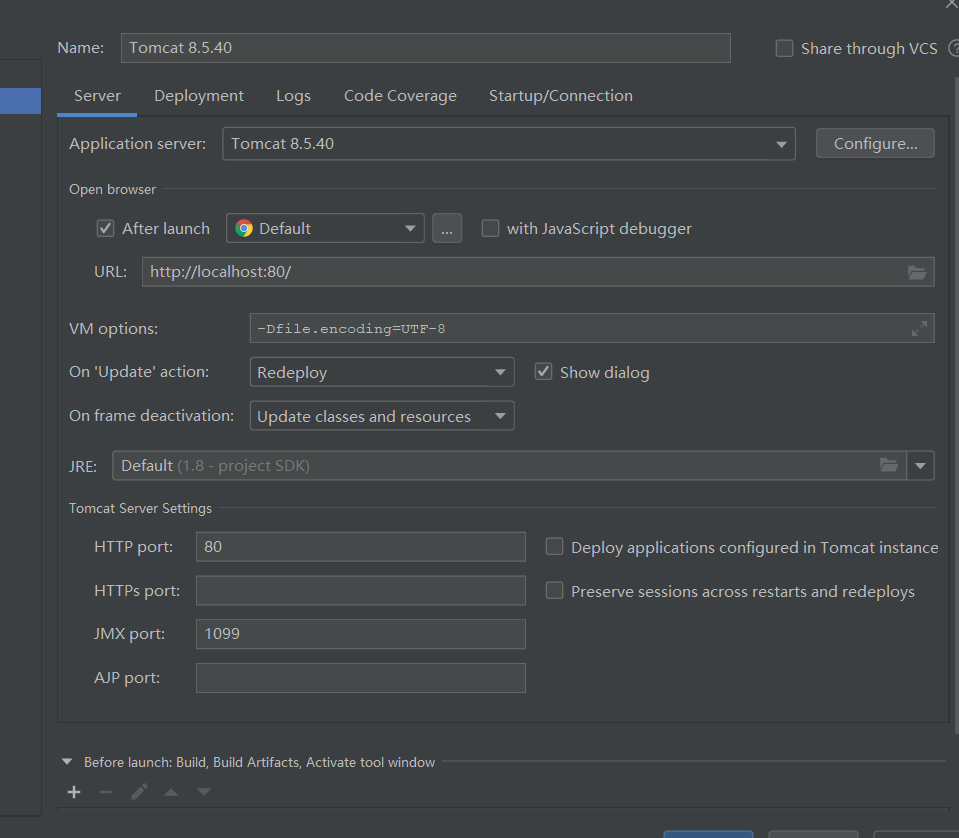 Name: Tomcat 8.5.40 Share through VCS ?
Server Deployment Logs Code Coverage Startup/Connection
Application server: Tomcat 8.5.40 Configure...
Open browser
After launch Default ... with JavaScript debugger
URL: http://localhost:80/
VM options: -Dfile.encoding=UTF-8
On 'Update' action: Redeploy Show dialog
On frame deactivation: Update classes and resources
JRE: Default (1.8 - project SDK)
Tomcat Server Settings
HTTP port: 80 Deploy applications configured in Tomcat instance
HTTPs port: Preserve sessions across restarts and redeploys
JMX port: 1099
AJP port:
Before launch: Build, Build Artifacts, Activate tool window